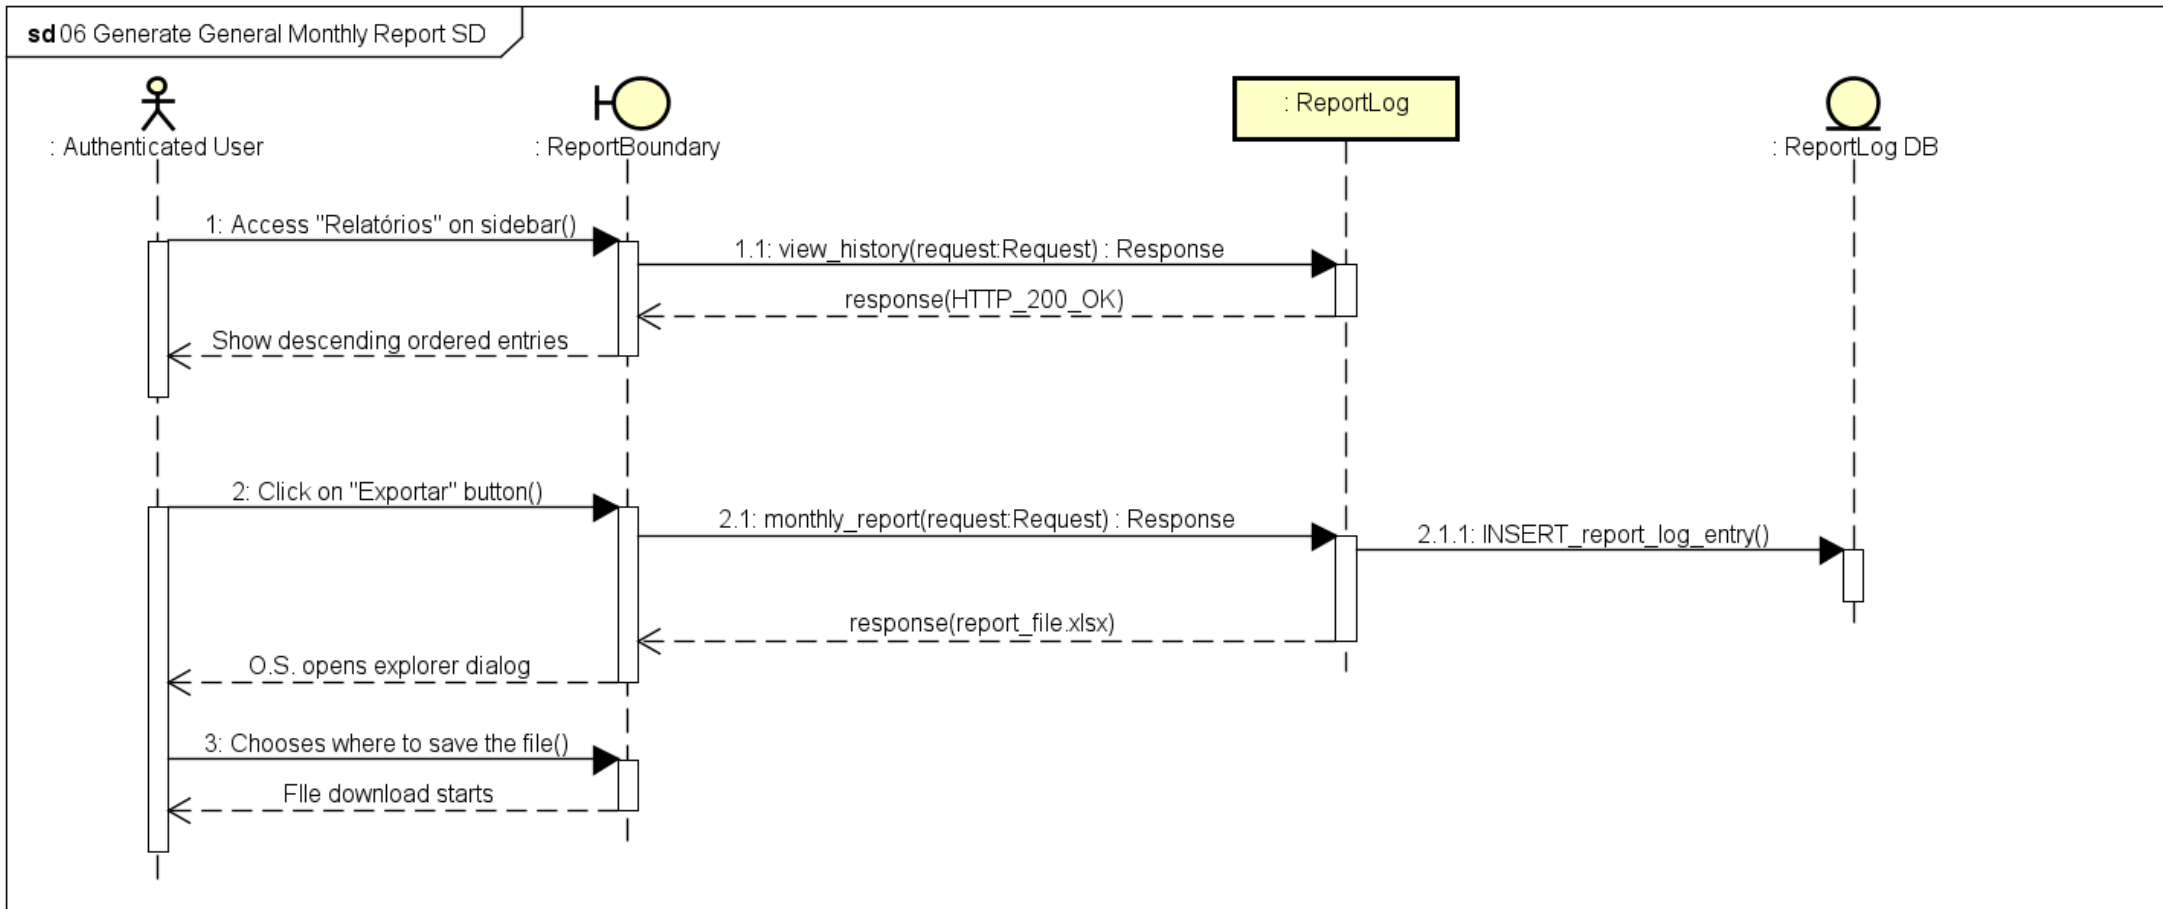 sd 06 Generate General Monthly Report SD
: Authenticated User
: ReportBoundary
: ReportLog
: ReportLog DB
1: Access "Relatórios" on sidebar()
1.1: view_history(request:Request) : Response
response(HTTP_200_OK)
Show descending ordered entries
2: Click on "Exportar" button()
2.1: monthly_report(request:Request) : Response
2.1.1: INSERT_report_log_entry()
response(report_file.xlsx)
O.S. opens explorer dialog
3: Chooses where to save the file()
FIle download starts